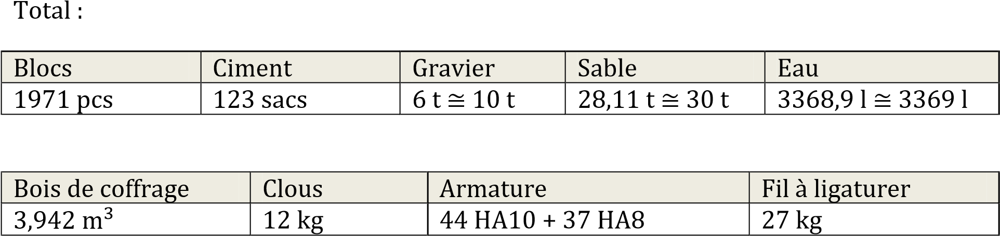 Total :
Blocs Ciment Gravier Sable Eau
1971 pcs 123 sacs 6 t ≅ 10 t 28,11 t ≅ 30 t 3368,9 l ≅ 3369 l
Bois de coffrage Clous Armature Fil à ligaturer
3,942 m³ 12 kg 44 HA10 + 37 HA8 27 kg